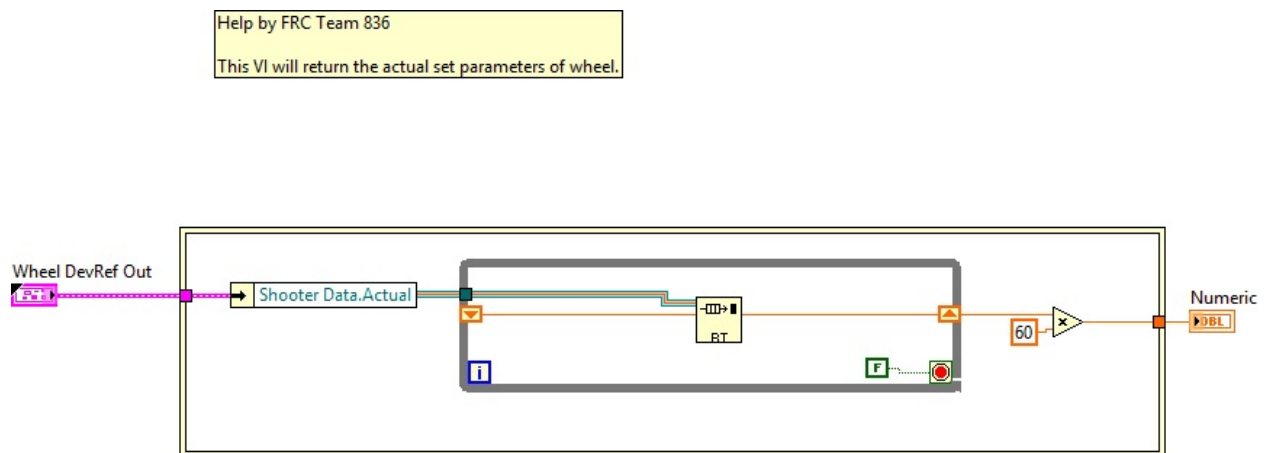 Help by FRC Team 836
This VI will return the actual set parameters of wheel.
Wheel DevRef Out
Shooter Data.Actual
RT
i
F
60
x
Numeric
DBL